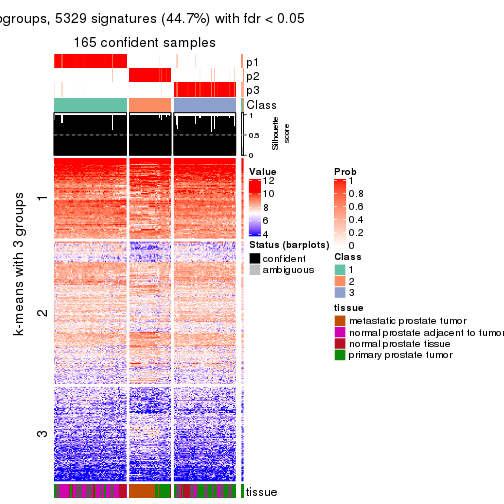 ogroups, 5329 signatures (44.7%) with fdr < 0.05
165 confident samples
p1
p2
p3
Class
1
0.5
0
Silhouette
score
k-means with 3 groups
1
2
3
Value
12
10
8
6
4
Status (barplots)
confident
ambiguous
Prob
1
0.8
0.6
0.4
0.2
0
Class
1
2
3
tissue
metastatic prostate tumor
normal prostate adjacent to tumor
normal prostate tissue
primary prostate tumor
tissue